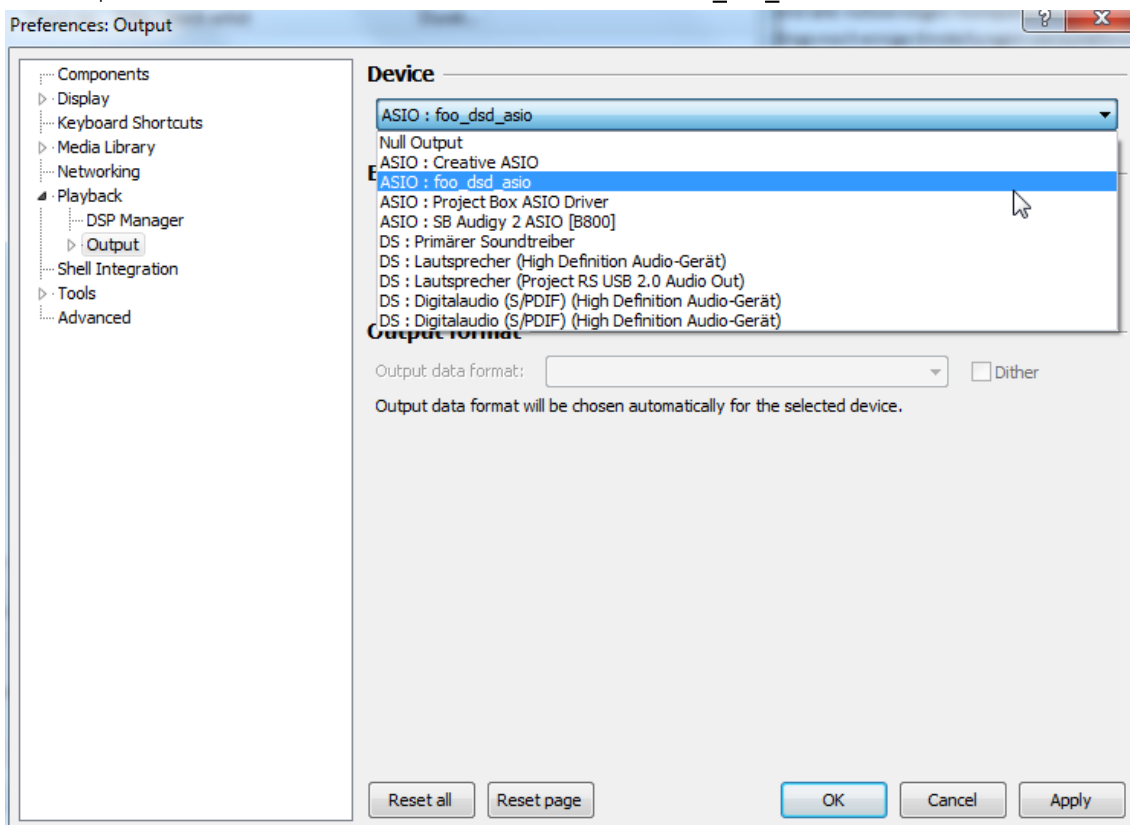 Preferences: Output
Components
Display
Keyboard Shortcuts
Media Library
Networking
Playback
DSP Manager
Output
Shell Integration
Tools
Advanced
Device
ASIO : foo_dsd_asio
Null Output
ASIO : Creative ASIO
ASIO : foo_dsd_asio
ASIO : Project Box ASIO Driver
ASIO : SB Audigy 2 ASIO [B800]
DS : Primärer Soundtreiber
DS : Lautsprecher (High Definition Audio-Gerät)
DS : Lautsprecher (Project RS USB 2.0 Audio Out)
DS : Digitalaudio (S/PDIF) (High Definition Audio-Gerät)
DS : Digitalaudio (S/PDIF) (High Definition Audio-Gerät)
Output format
Output data format:
Dither
Output data format will be chosen automatically for the selected device.
Reset all
Reset page
OK
Cancel
Apply